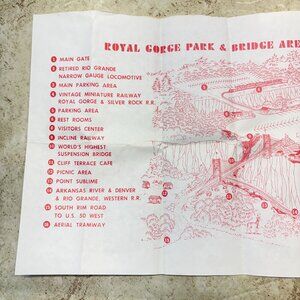 ROYAL GORGE PARK & BRIDGE ARE
1 MAIN GATE
2 RETIRED RIO GRANDE
NARROW GAUGE LOCOMOTIVE
3 MAIN PARKING AREA
4 VINTAGE MINIATURE RAILWAY
ROYAL GORGE & SILVER ROCK R.R.
5 PARKING AREA
6 REST ROOMS
7 VISITORS CENTER
9 INCLINE RAILWAY
10 WORLD'S HIGHEST
SUSPENSION BRIDGE
11 CLIFF TERRACE CAFE
12 PICNIC AREA
13 POINT SUBLIME
14 ARKANSAS RIVER & DENVER
& RIO GRANDE, WESTERN R.R.
15 SOUTH RIM ROAD
TO U.S. 50 WEST
AERIAL TRAMWAY